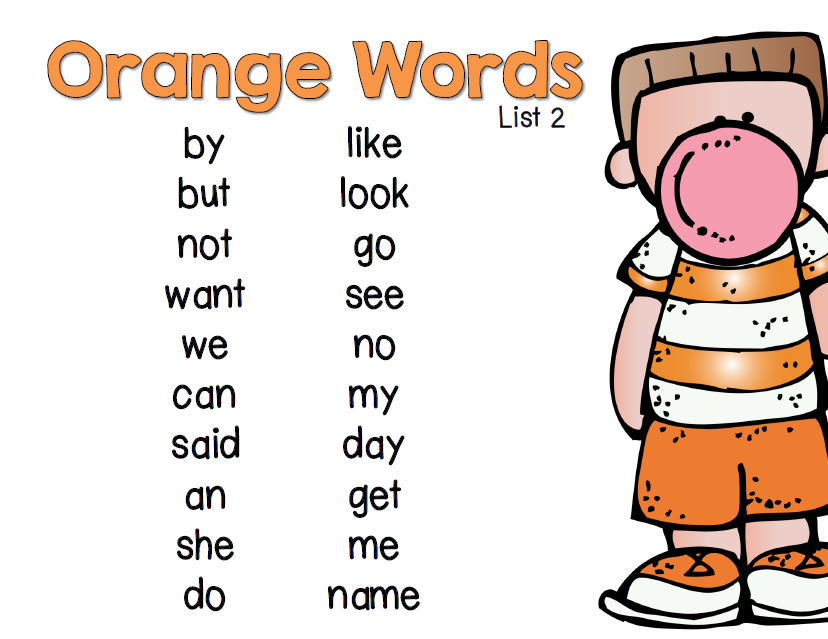 Orange Words
List 2
by like
but look
not go
want see
we no
can my
said day
an get
she me
do name